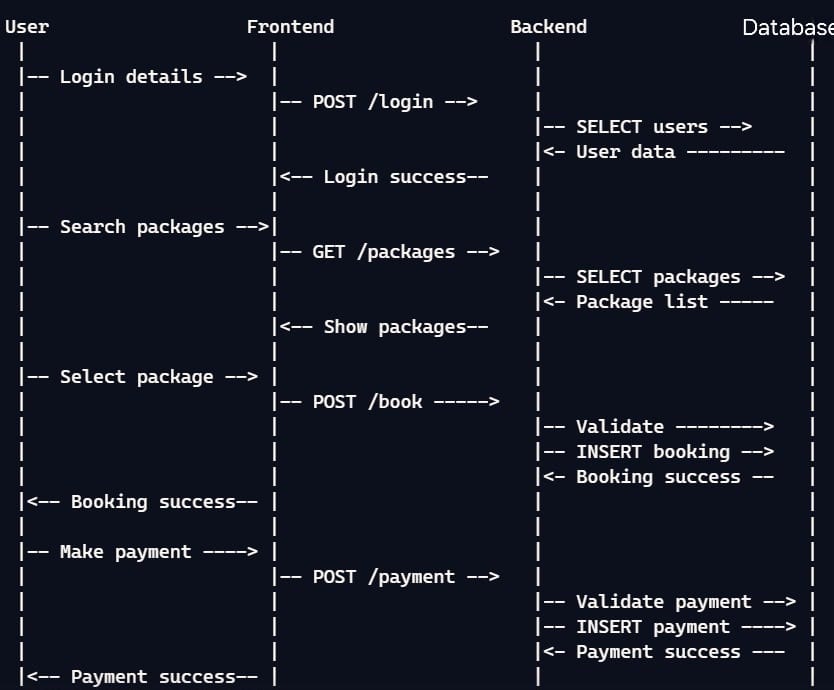 User Frontend Backend Database
|-- Login details -->
|-- POST /login -->
|-- SELECT users -->
|<- User data ---------
|<-- Login success--
|-- Search packages -->|
|-- GET /packages -->
|-- SELECT packages -->
|<- Package list -----
|<-- Show packages--
|-- Select package -->
|-- POST /book ----->
|-- Validate -------->
|-- INSERT booking -->
|<- Booking success --
|<-- Booking success--
|-- Make payment ---->
|-- POST /payment -->
|-- Validate payment -->
|-- INSERT payment ---->
|<- Payment success ---
|<-- Payment success--